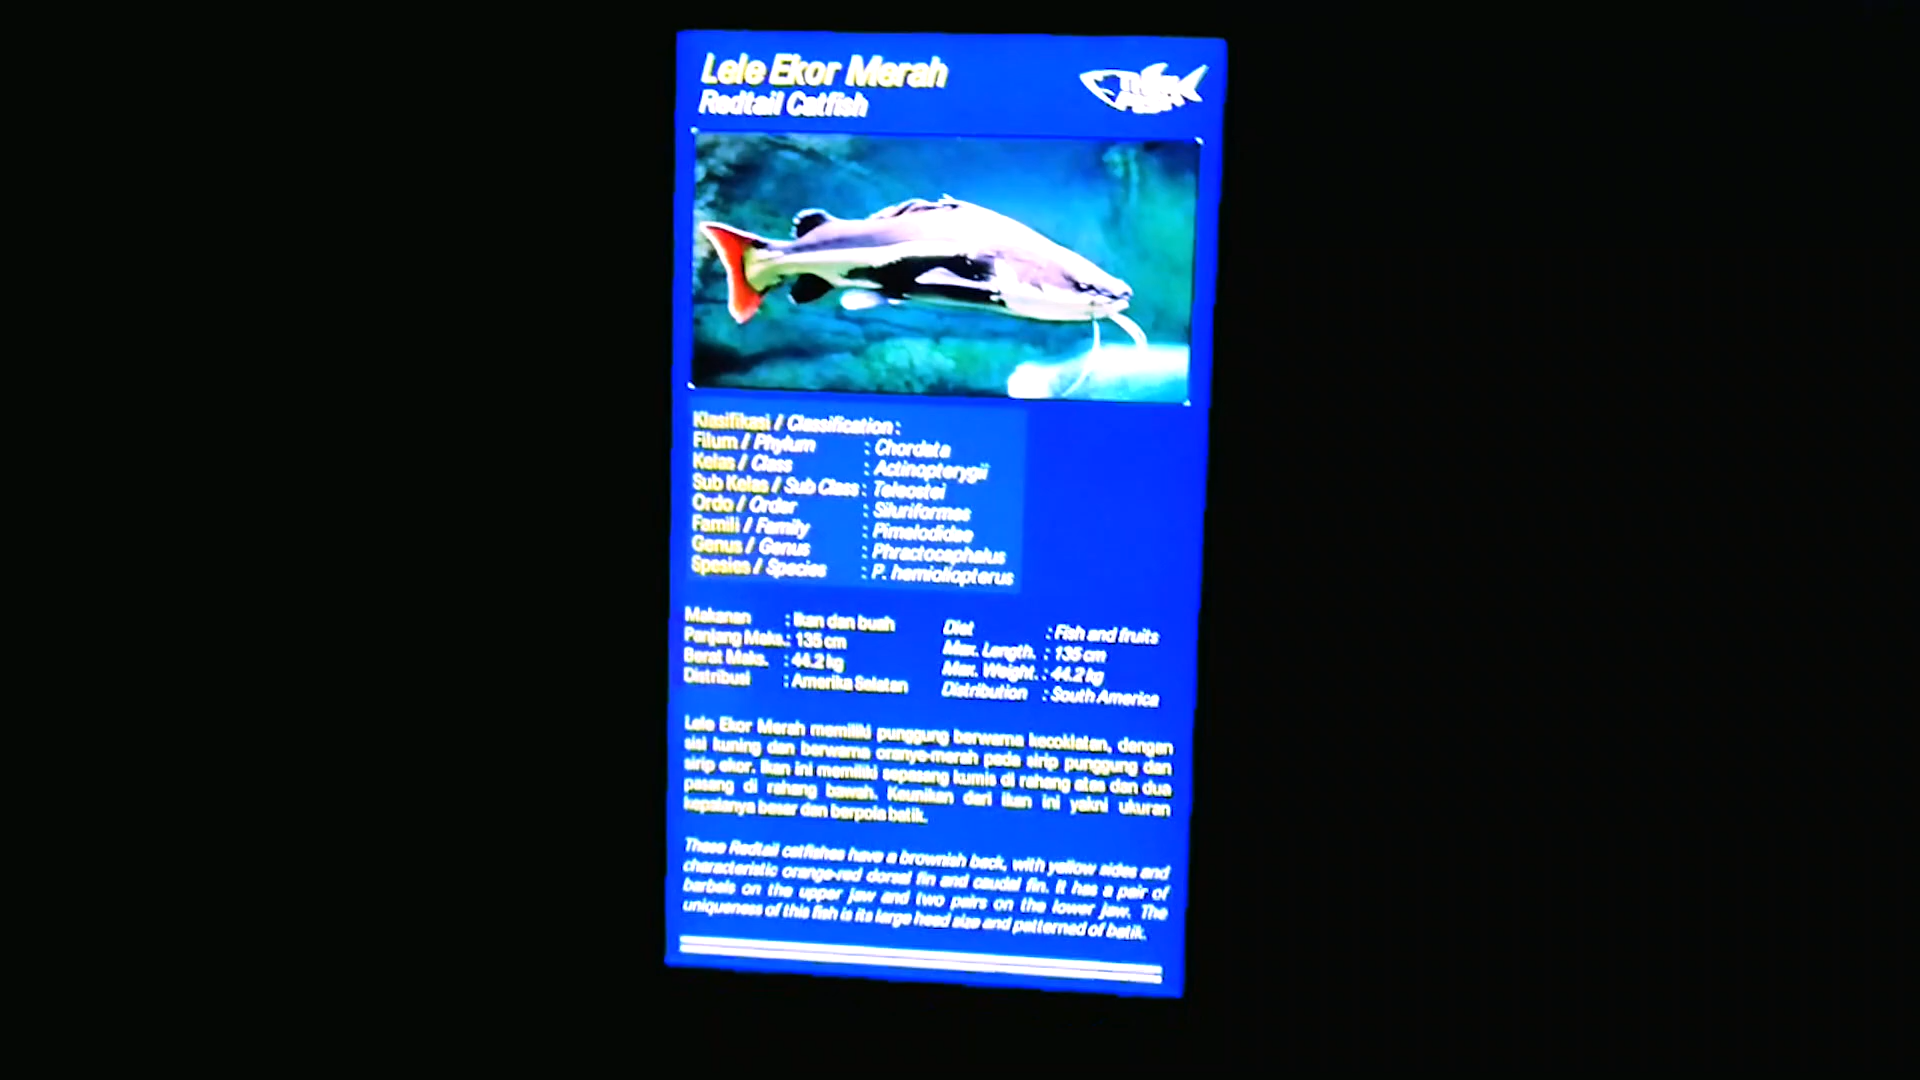 Lele Ekor Merah
Redtail Catfish
Klasifikasi / Classification :
Filum / Phylum : Chordata
Kelas / Class : Actinopterygii
Sub Kelas / Sub Class : Teleostei
Ordo / Order : Siluriformes
Famili / Family : Pimelodidae
Genus / Genus : Phractocephalus
Spesies / Species : P. hemioliopterus
Makanan : Ikan dan buah
Panjang Maks. : 135 cm
Berat Maks. : 44.2 kg
Distribusi : Amerika Selatan
Diet : Fish and fruits
Max. Length. : 135 cm
Max. Weight. : 44.2 kg
Distribution : South America
Lele Ekor Merah memiliki punggung berwarna kecoklatan, dengan
sisi kuning dan berwarna oranye-merah pada sirip punggung dan
sirip ekor. Ikan ini memiliki sepasang kumis di rahang atas dan dua
pasang di rahang bawah. Keunikan dari ikan ini yakni ukuran
kepalanya besar dan berpola batik.
These Redtail catfishes have a brownish back, with yellow sides and
characteristic orange-red dorsal fin and caudal fin. It has a pair of
barbels on the upper jaw and two pairs on the lower jaw. The
uniqueness of this fish is its large head size and patterned of batik.